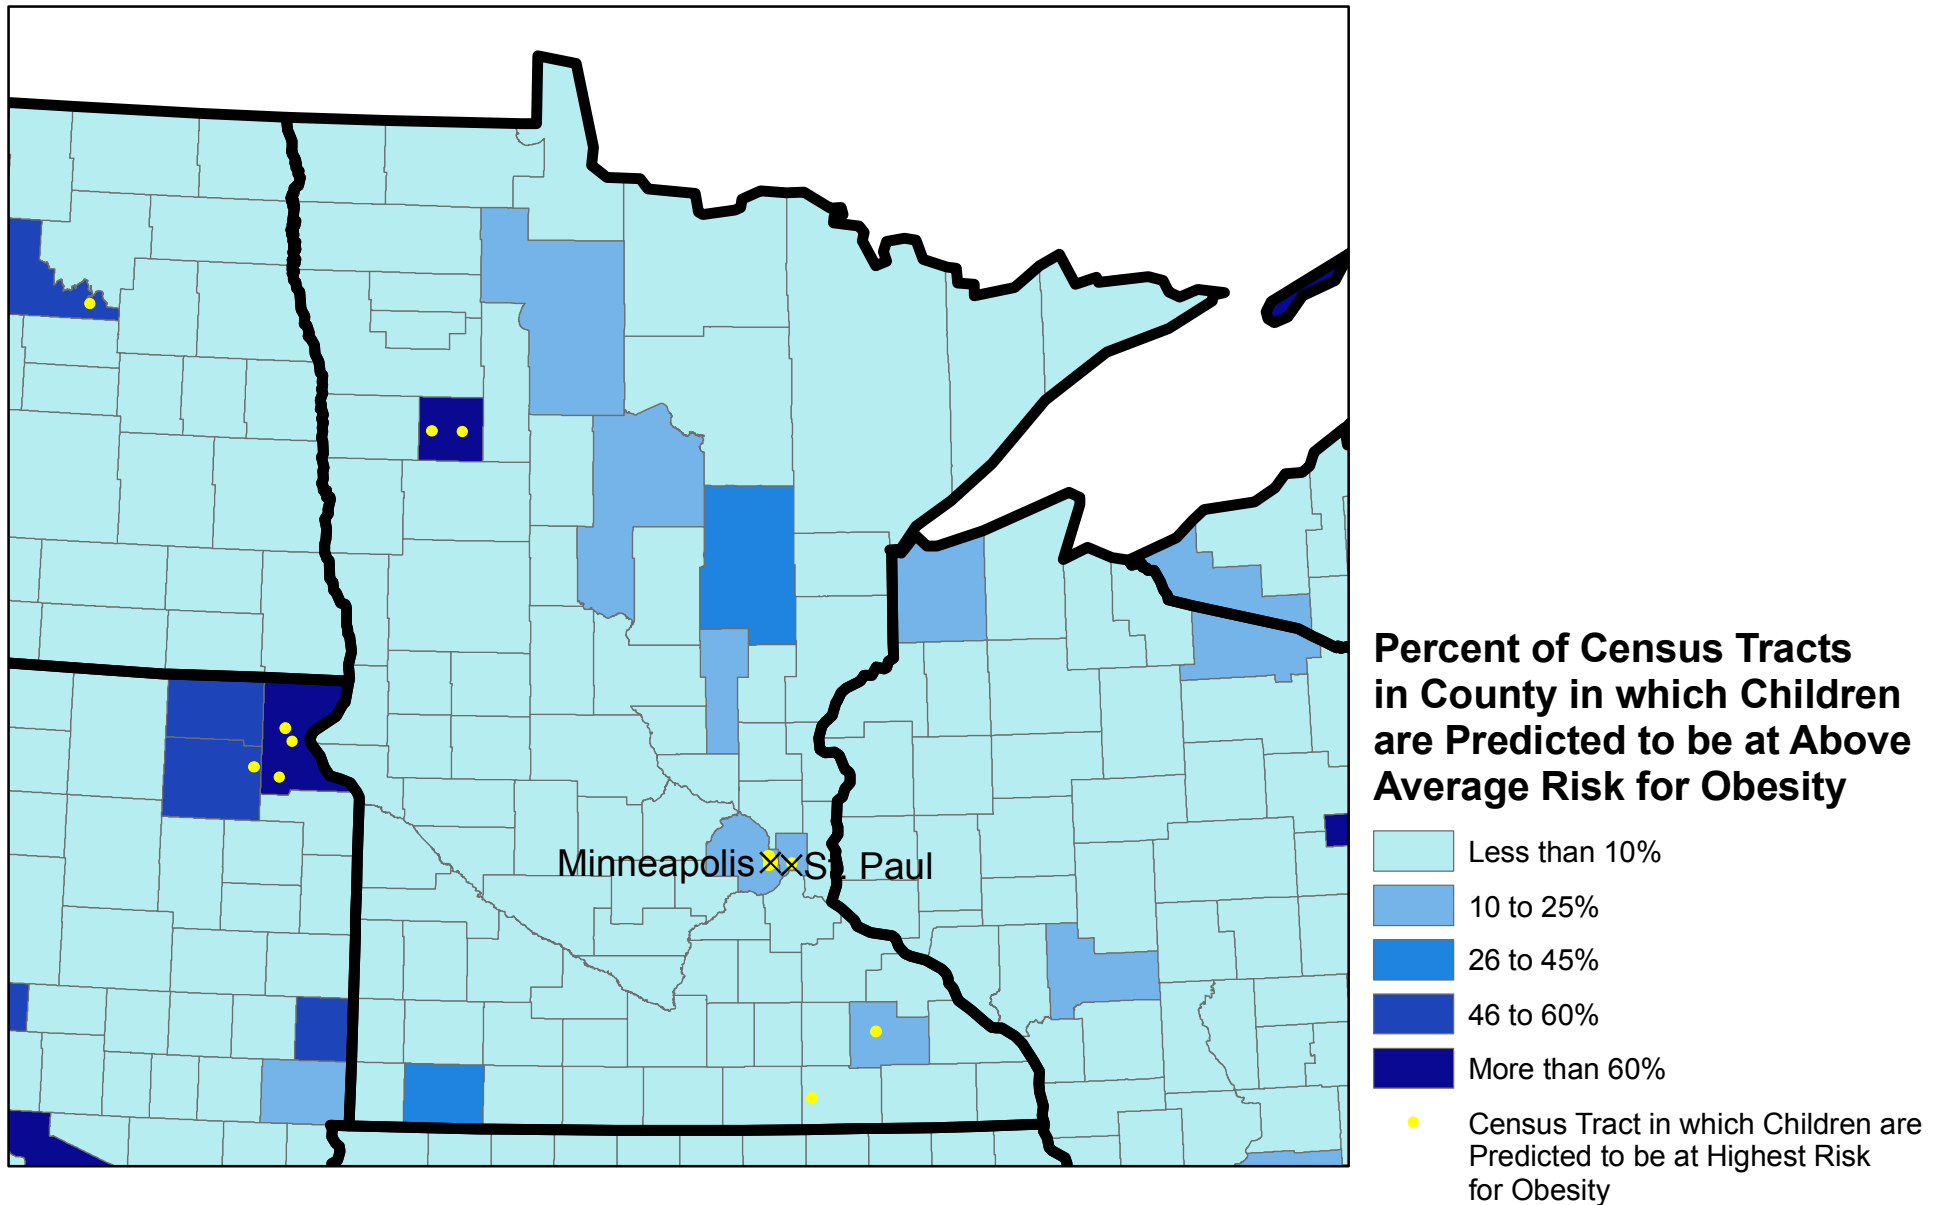 Minneapolis
St. Paul
Percent of Census Tracts
in County in which Children
are Predicted to be at Above
Average Risk for Obesity
Less than 10%
10 to 25%
26 to 45%
46 to 60%
More than 60%
Census Tract in which Children are
Predicted to be at Highest Risk
for Obesity